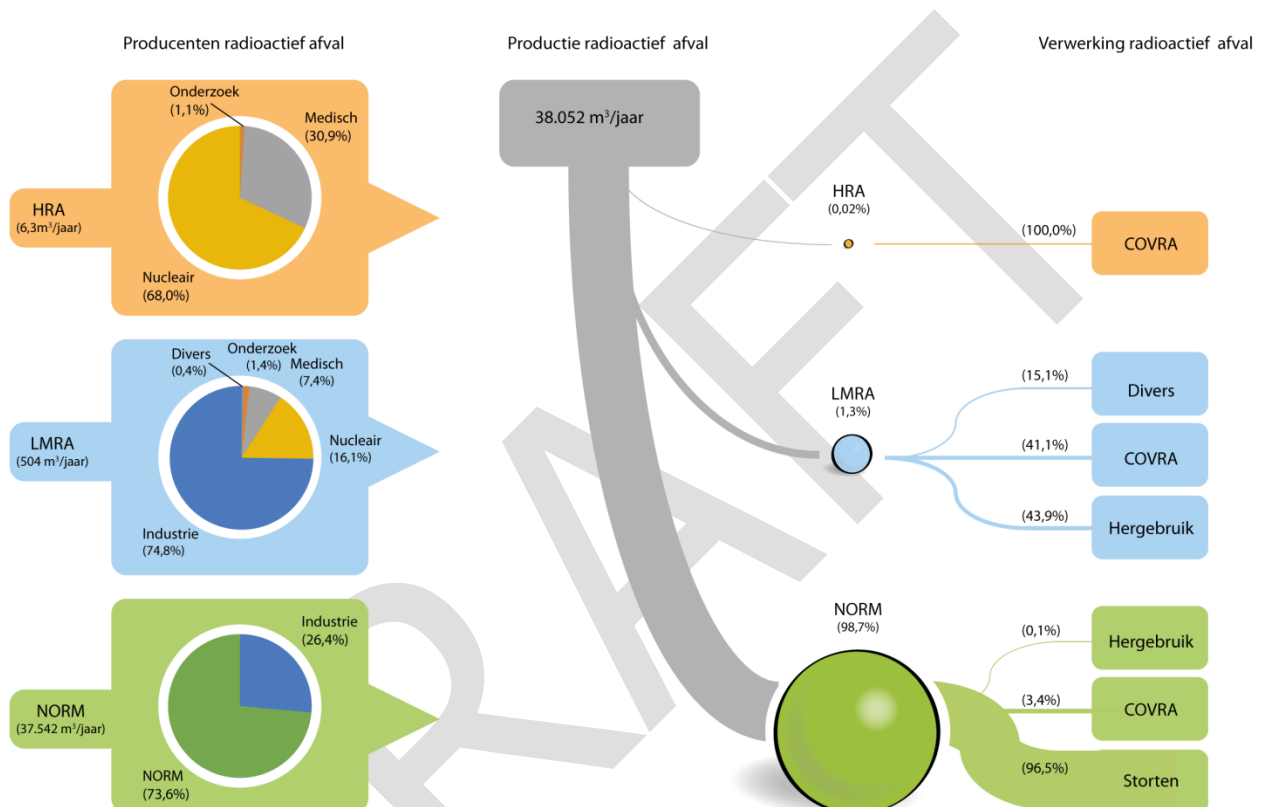 Producenten radioactief afval
Productie radioactief afval
Verwerking radioactief afval
Onderzoek
(1,1%)
Medisch
(30,9%)
HRA
(6,3m³/jaar)
Nucleair
(68,0%)
38.052 m³/jaar
HRA
(0,02%)
(100,0%)
COVRA
Divers
(0,4%)
Onderzoek
(1,4%)
Medisch
(7,4%)
LMRA
(504 m³/jaar)
Nucleair
(16,1%)
Industrie
(74,8%)
LMRA
(1,3%)
(15,1%)
Divers
(41,1%)
COVRA
(43,9%)
Hergebruik
Industrie
(26,4%)
NORM
(37.542 m³/jaar)
NORM
(73,6%)
NORM
(98,7%)
(0,1%)
Hergebruik
(3,4%)
COVRA
(96,5%)
Storten
RAFT